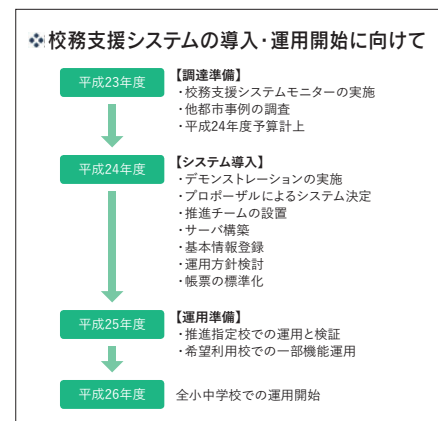 校務支援システムの導入・運用開始に向けて
平成23年度
【調達準備】
・校務支援システムモニターの実施
・他都市事例の調査
・平成24年度予算計上
平成24年度
【システム導入】
・デモンストレーションの実施
・プロポーザルによるシステム決定
・推進チームの設置
・サーバ構築
・基本情報登録
・運用方針検討
・帳票の標準化
平成25年度
【運用準備】
・推進指定校での運用と検証
・希望利用校での一部機能運用
平成26年度
全小中学校での運用開始